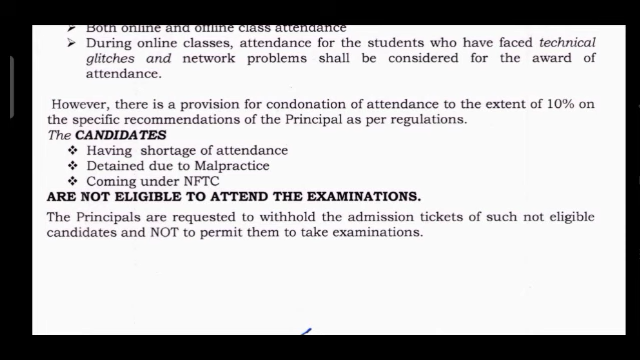 ➢ Both online and offline class attendance
➢ During online classes, attendance for the students who have faced technical
glitches and network problems shall be considered for the award of
attendance.
However, there is a provision for condonation of attendance to the extent of 10% on
the specific recommendations of the Principal as per regulations.
The CANDIDATES
❖ Having shortage of attendance
❖ Detained due to Malpractice
❖ Coming under NFTC
ARE NOT ELIGIBLE TO ATTEND THE EXAMINATIONS.
The Principals are requested to withhold the admission tickets of such not eligible
candidates and NOT to permit them to take examinations.